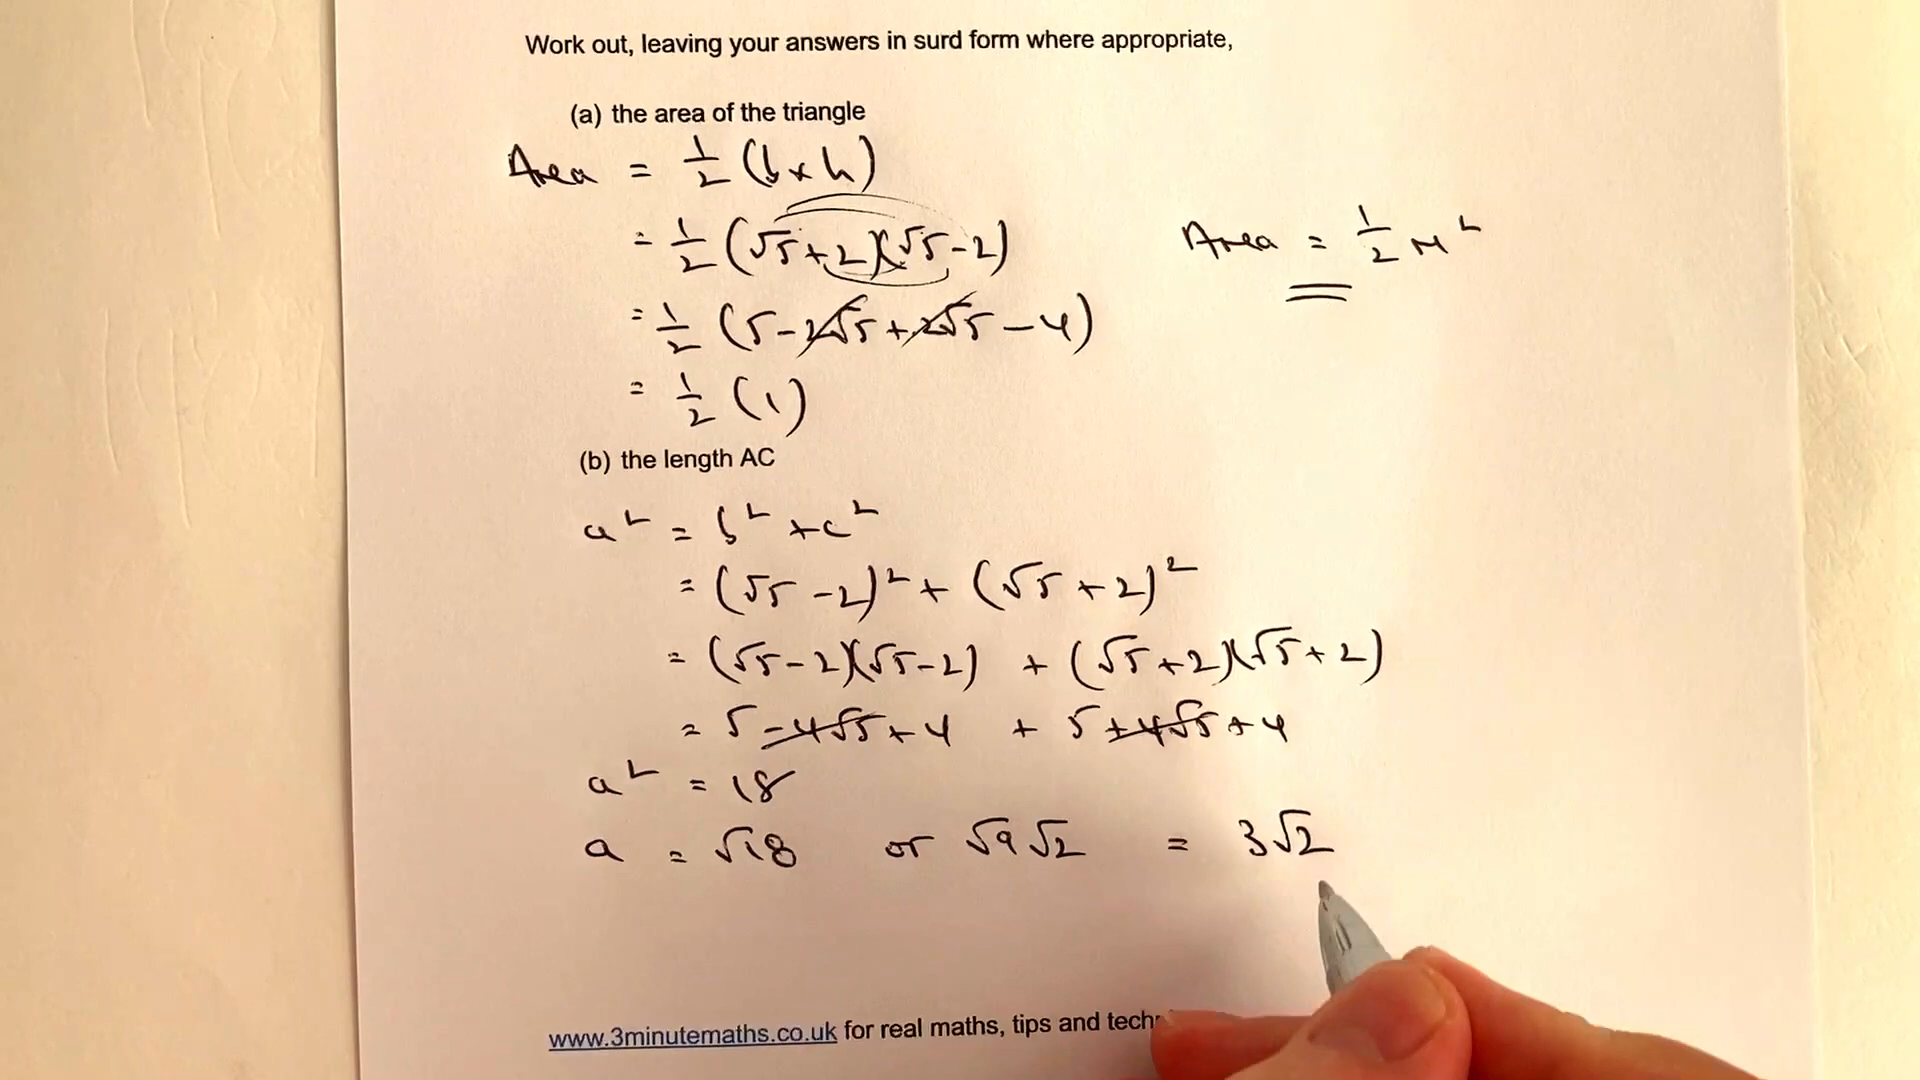 Work out, leaving your answers in surd form where appropriate,
(a) the area of the triangle
Area = 1/2 (b × h)
= 1/2 (√5 + 2)(√5 - 2)
Area = 1/2 m²
= 1/2 (5 - 2√5 + 2√5 - 4)
= 1/2 (1)
(b) the length AC
a² = b² + c²
= (√5 - 2)² + (√5 + 2)²
= (√5 - 2)(√5 - 2) + (√5 + 2)(√5 + 2)
= 5 - 4√5 + 4 + 5 + 4√5 + 4
a² = 18
a = √18 or √9√2 = 3√2
www.3minutemaths.co.uk for real maths, tips and